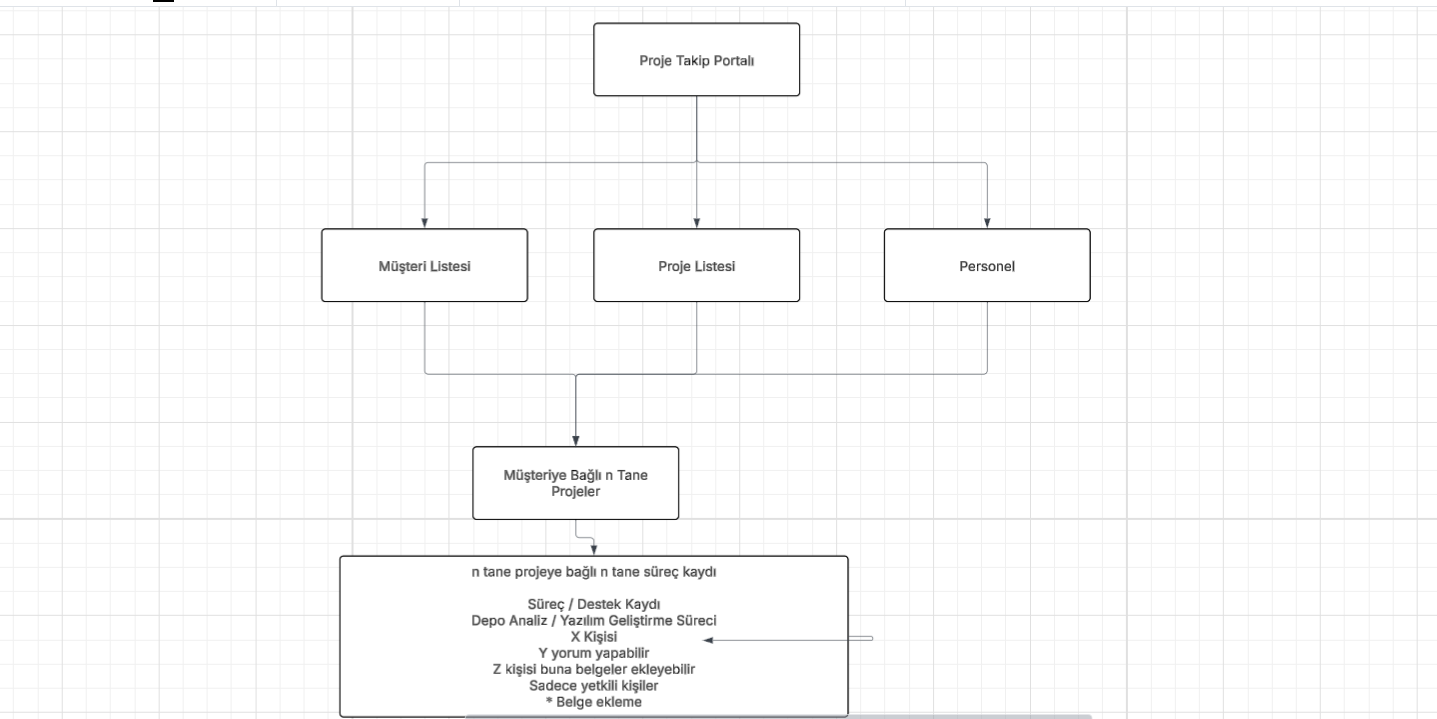 Proje Takip Portalı
Müşteri Listesi
Proje Listesi
Personel
Müşteriye Bağlı n Tane
Projeler
n tane projeye bağlı n tane süreç kaydı
Süreç / Destek Kaydı
Depo Analiz / Yazılım Geliştirme Süreci
X Kişisi
Y yorum yapabilir
Z kişisi buna belgeler ekleyebilir
Sadece yetkili kişiler
* Belge ekleme